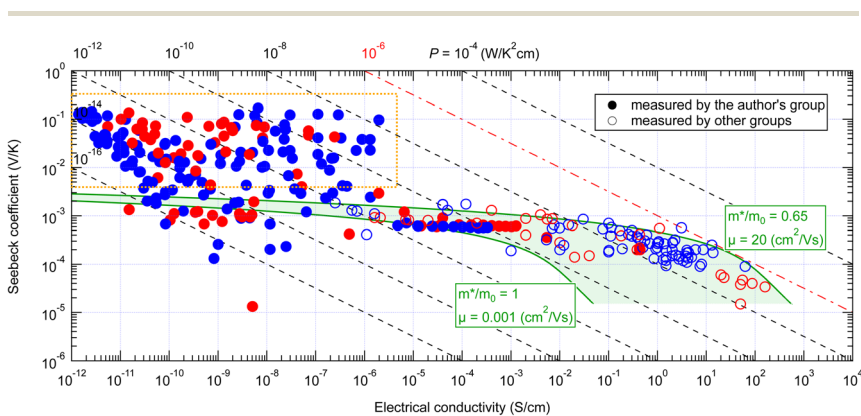 10^-12 10^-10 10^-8 10^-6 P = 10^-4 (W/K^2cm)
10^0
10^-1
10^-2
10^-3
10^-4
10^-5
10^-6
Seebeck coefficient (V/K)
10^-14
10^-16
measured by the author's group
measured by other groups
m*/m0 = 0.65
μ = 20 (cm^2/Vs)
m*/m0 = 1
μ = 0.001 (cm^2/Vs)
10^-12 10^-11 10^-10 10^-9 10^-8 10^-7 10^-6 10^-5 10^-4 10^-3 10^-2 10^-1 10^0 10^1 10^2 10^3 10^4
Electrical conductivity (S/cm)